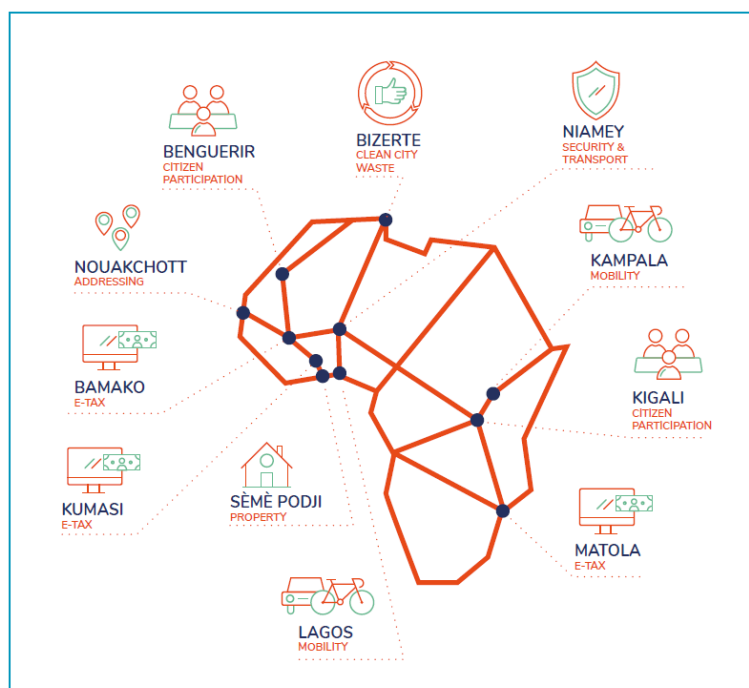 BENGUERIR
CITIZEN
PARTICIPATION
BIZERTE
CLEAN CITY
WASTE
NIAMEY
SECURITY &
TRANSPORT
NOUAKCHOTT
ADDRESSING
KAMPALA
MOBILITY
BAMAKO
E-TAX
KIGALI
CITIZEN
PARTICIPATION
KUMASI
E-TAX
SÈMÈ PODJI
PROPERTY
MATOLA
E-TAX
LAGOS
MOBILITY